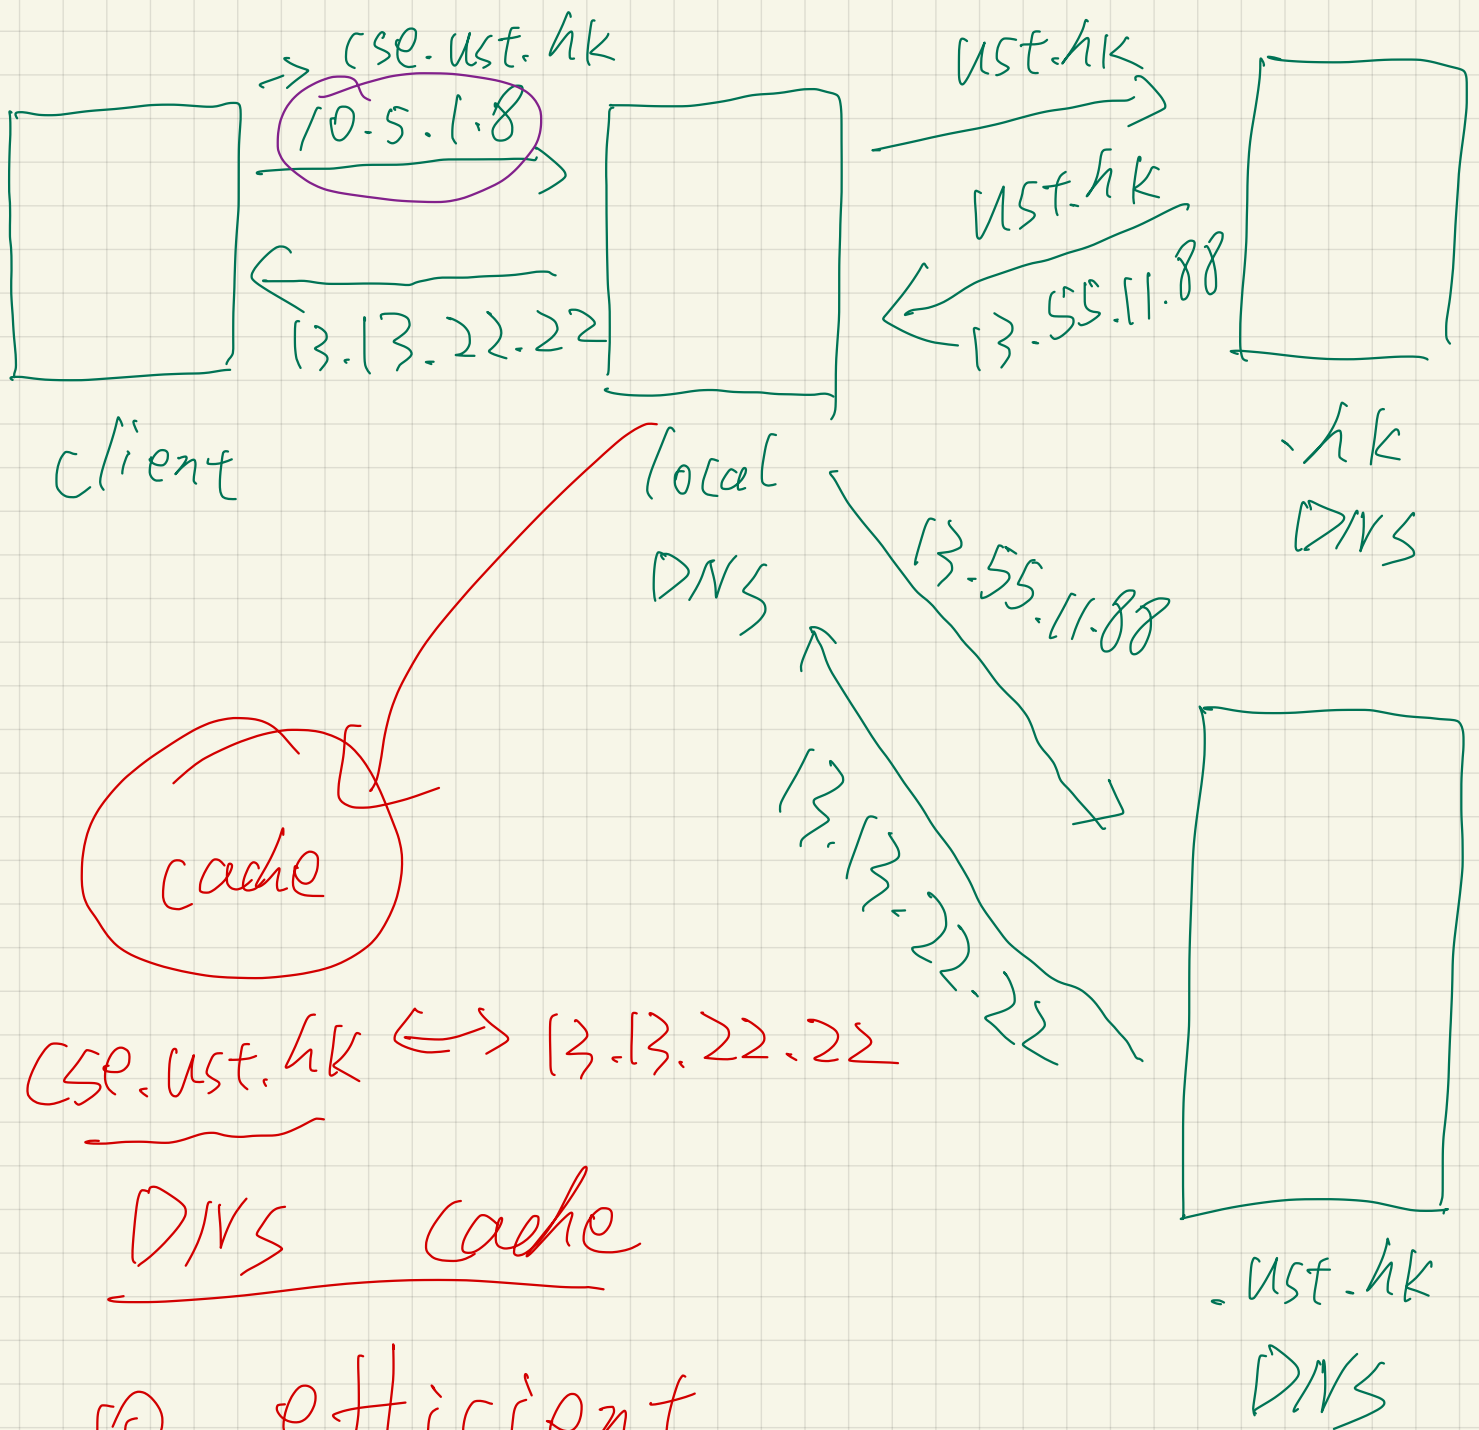 cse.ust.hk
10.5.1.8
13.13.22.22
client
ust.hk
ust.hk
13.55.11.88
local
DNS
.hk
DNS
13.55.11.88
13.13.22.22
cache
cse.ust.hk ↔ 13.13.22.22
DNS cache
.ust.hk
DNS
efficient